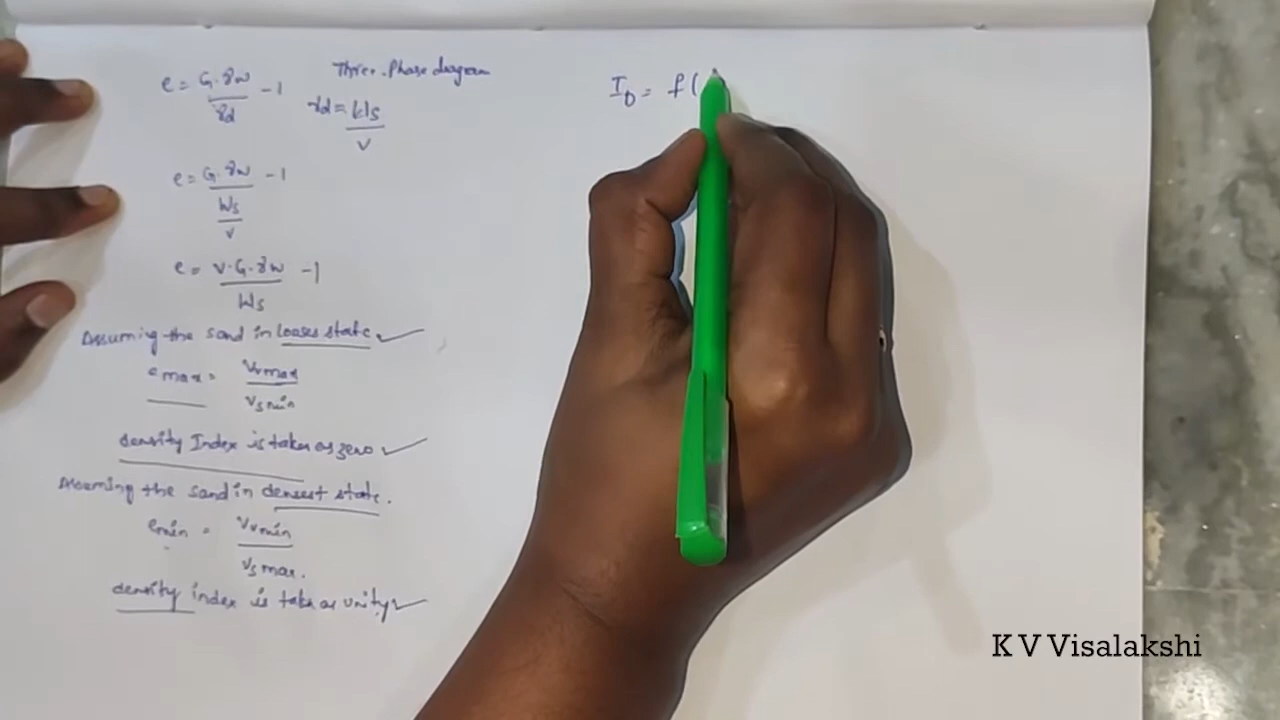 e = G.γw / γd - 1
Three-Phase diagram
γd = Ws / V
e = G.γw / Ws / V - 1
e = V.G.γw / Ws - 1
Assuming the sand in looses state
emax = Vvmax / Vsmin
density Index is taken as zero
Assuming the sand in densest state.
emin = Vvmin / Vsmax.
density index is take as unity
ID = f(
K V Visalakshi